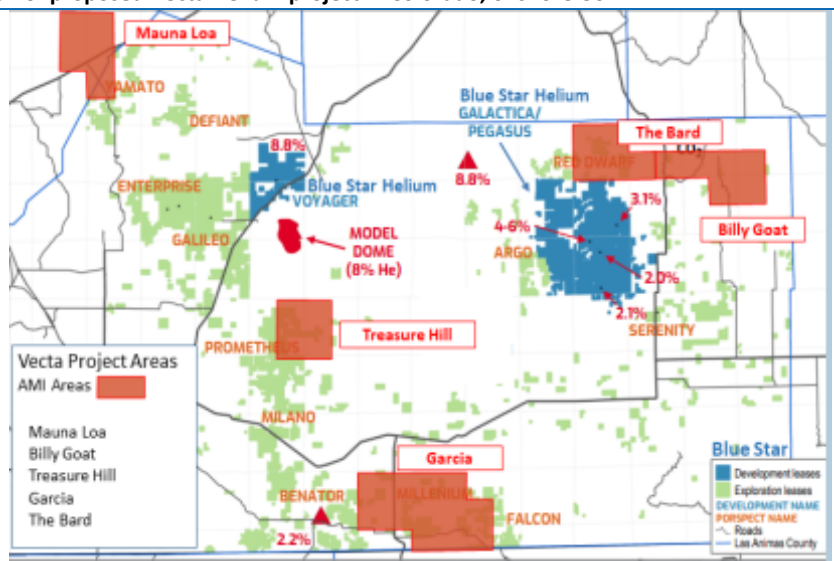 Mauna Loa
YAMATO
DEFIANT
8.8%
ENTERPRISE
Blue Star Helium
VOYAGER
GALILEO
MODEL
DOME
(8% He)
Blue Star Helium
GALACTICA/
PEGASUS
8.8%
The Bard
RED DWARF
CO₂
3.1%
4-6%
Billy Goat
ARGO
2.0%
2.1%
SERENITY
PROMETHEUS
Treasure Hill
MILANO
Vecta Project Areas
AMI Areas
Mauna Loa
Billy Goat
Treasure Hill
Garcia
The Bard
Garcia
BENATOR
MILLENIUM
FALCON
2.2%
Blue Star
Development leases
Exploration leases
DEVELOPMENT NAME
PORSPECT NAME
Roads
Las Animas County